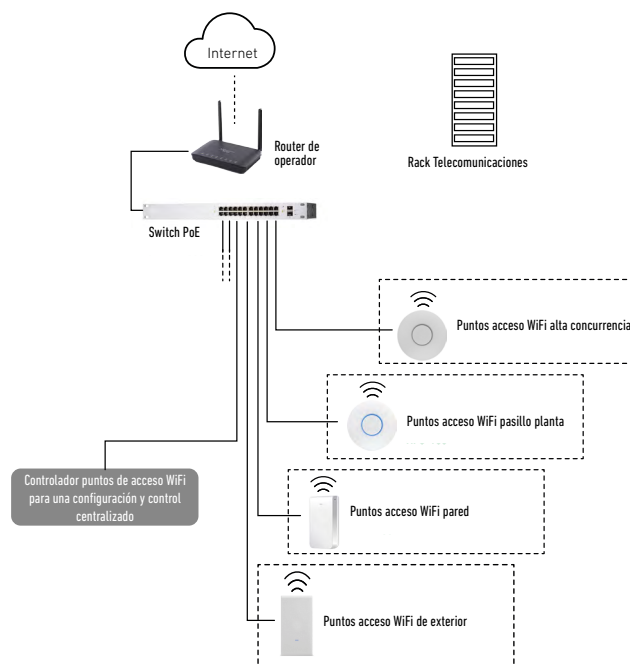 Internet
Router de
operador
Rack Telecomunicaciones
Switch PoE
Puntos acceso WiFi alta concurrencia
Puntos acceso WiFi pasillo planta
Controlador puntos de acceso WiFi
para una configuración y control
centralizado
Puntos acceso WiFi pared
Puntos acceso WiFi de exterior